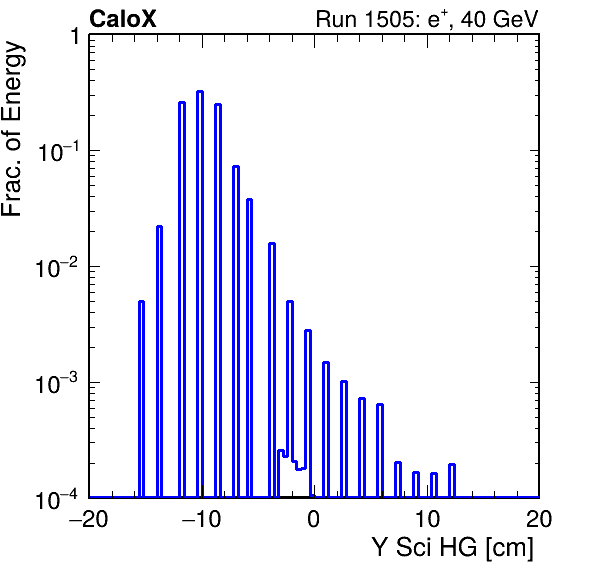 CaloX Run 1505: e⁺, 40 GeV
Frac. of Energy
1
10⁻¹
10⁻²
10⁻³
10⁻⁴
−20 −10 0 10 20
Y Sci HG [cm]